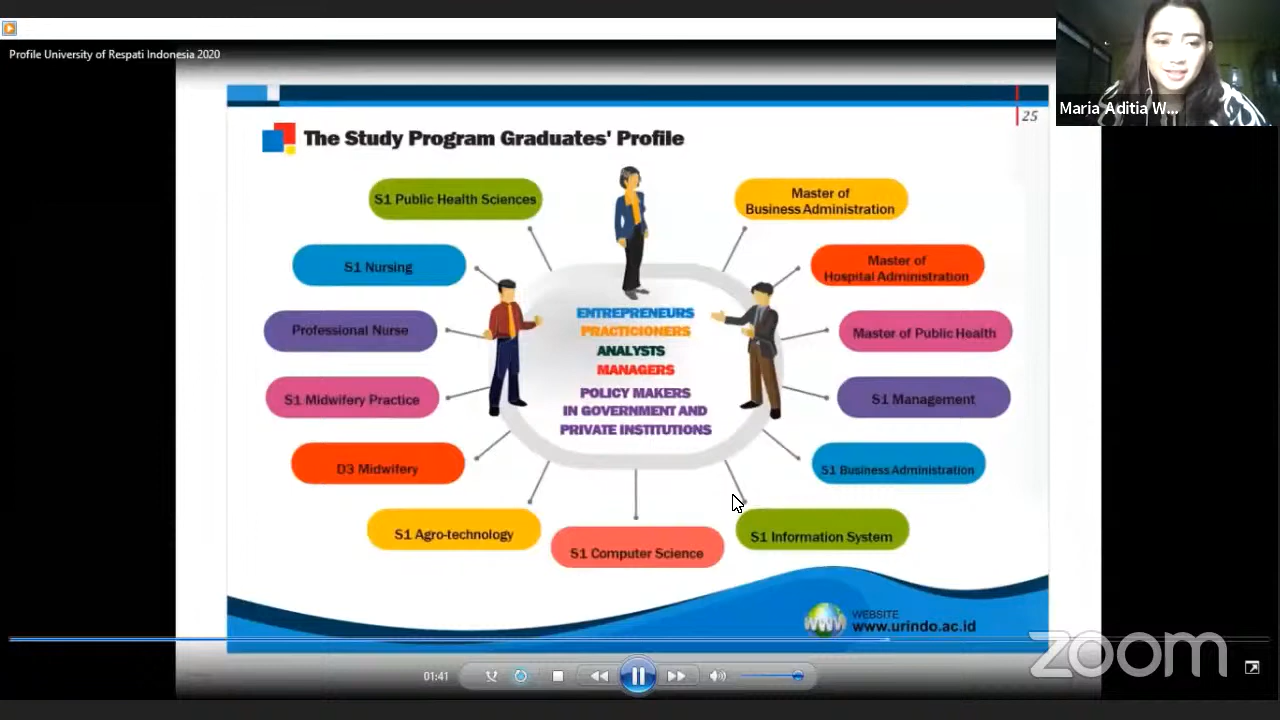 Profile University of Respati Indonesia 2020
Maria Aditia W...
25
The Study Program Graduates' Profile
S1 Public Health Sciences
Master of
Business Administration
S1 Nursing
Master of
Hospital Administration
Professional Nurse
Master of Public Health
S1 Midwifery Practice
S1 Management
D3 Midwifery
S1 Business Administration
S1 Agro-technology
S1 Computer Science
S1 Information System
ENTREPRENEURS
PRACTICIONERS
ANALYSTS
MANAGERS
POLICY MAKERS
IN GOVERNMENT AND
PRIVATE INSTITUTIONS
www
WEBSITE
www.urindo.ac.id
zoom
01:41